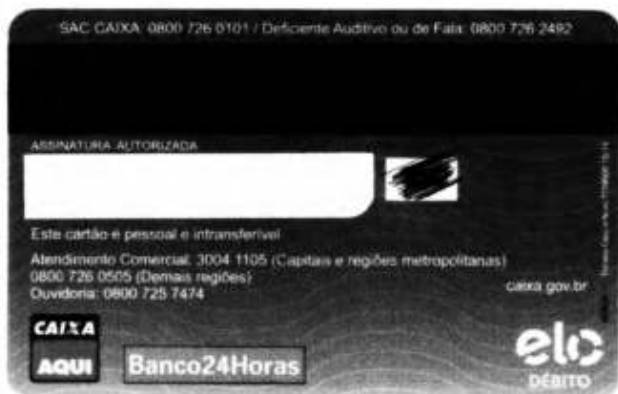 SAC CAIXA: 0800 726 0101 / Deficiente Auditivo ou de Fala: 0800 726 2492
ASSINATURA AUTORIZADA
Este cartão é pessoal e intransferível
Atendimento Comercial: 3004 1105 (Capitais e regiões metropolitanas)
0800 726 0505 (Demais regiões)
Ouvidoria: 0800 725 7474
caixa.gov.br
CAIXA
AQUI
Banco24Horas
elo
DÉBITO